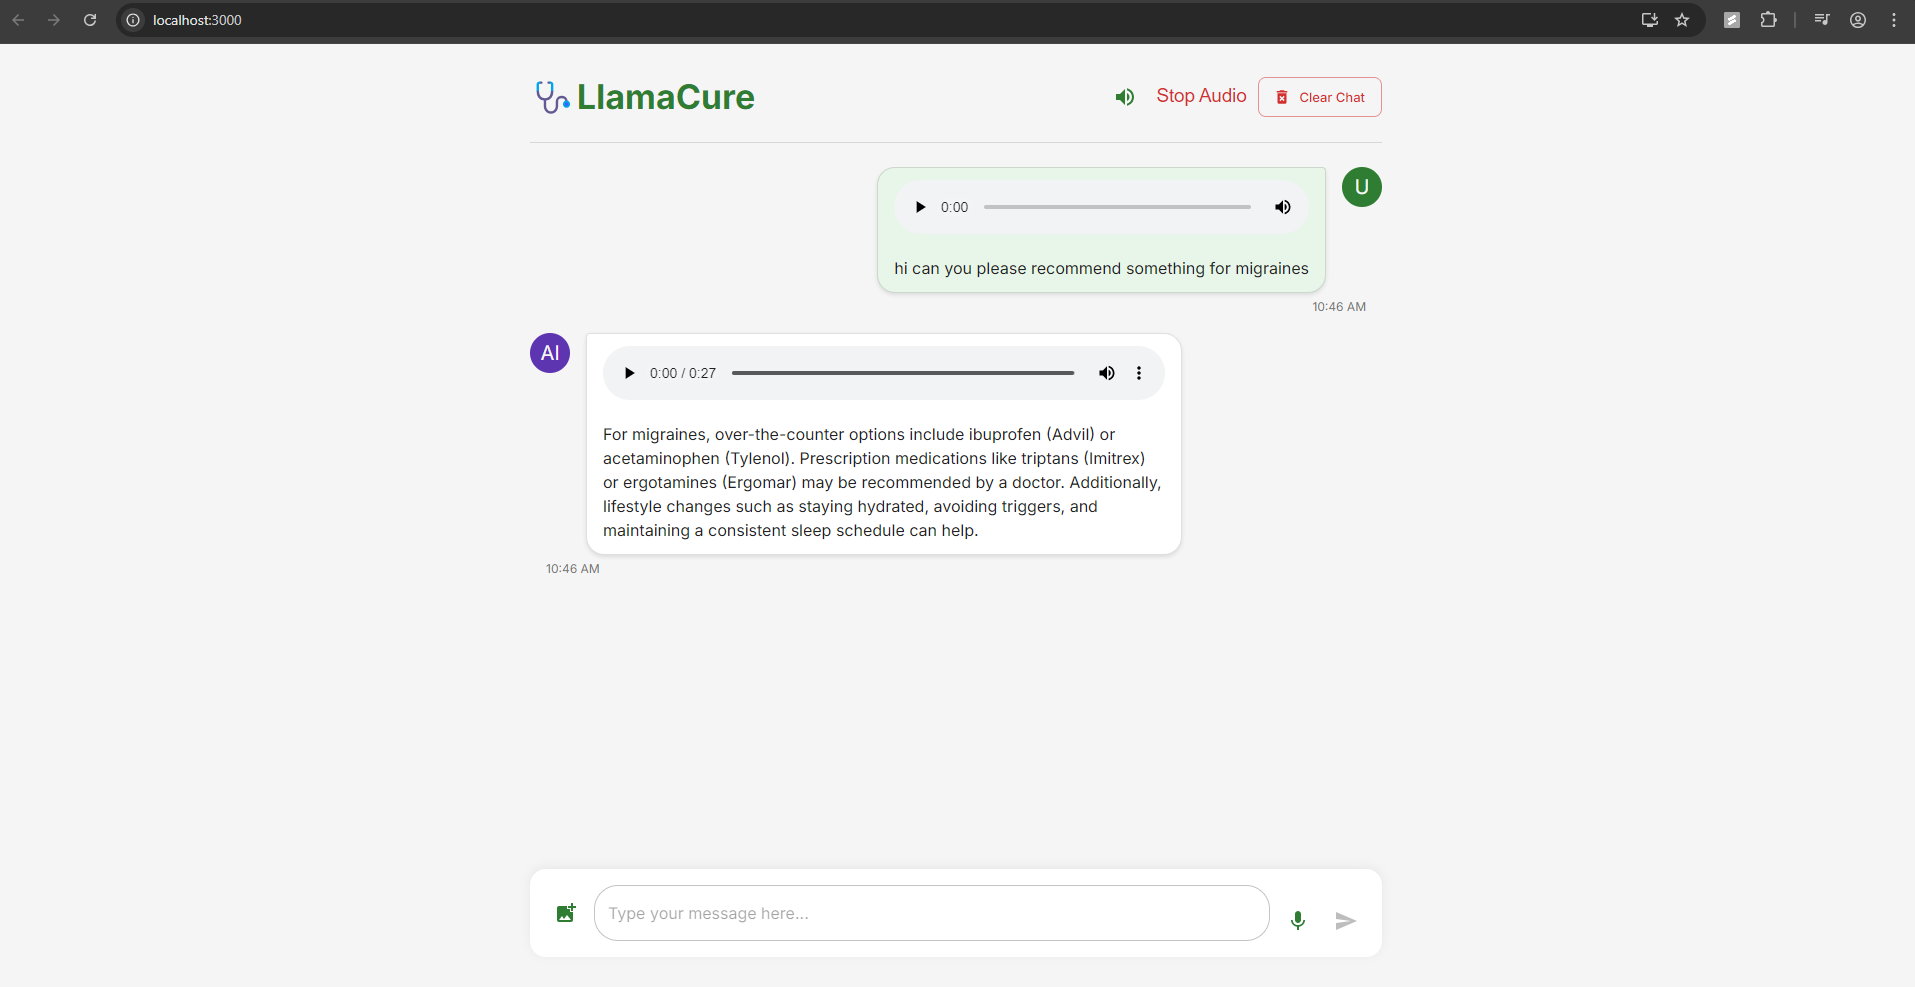 localhost:3000
LlamaCure
Stop Audio
Clear Chat
U
0:00
hi can you please recommend something for migraines
10:46 AM
AI
0:00 / 0:27
For migraines, over-the-counter options include ibuprofen (Advil) or
acetaminophen (Tylenol). Prescription medications like triptans (Imitrex)
or ergotamines (Ergomar) may be recommended by a doctor. Additionally,
lifestyle changes such as staying hydrated, avoiding triggers, and
maintaining a consistent sleep schedule can help.
10:46 AM
Type your message here...